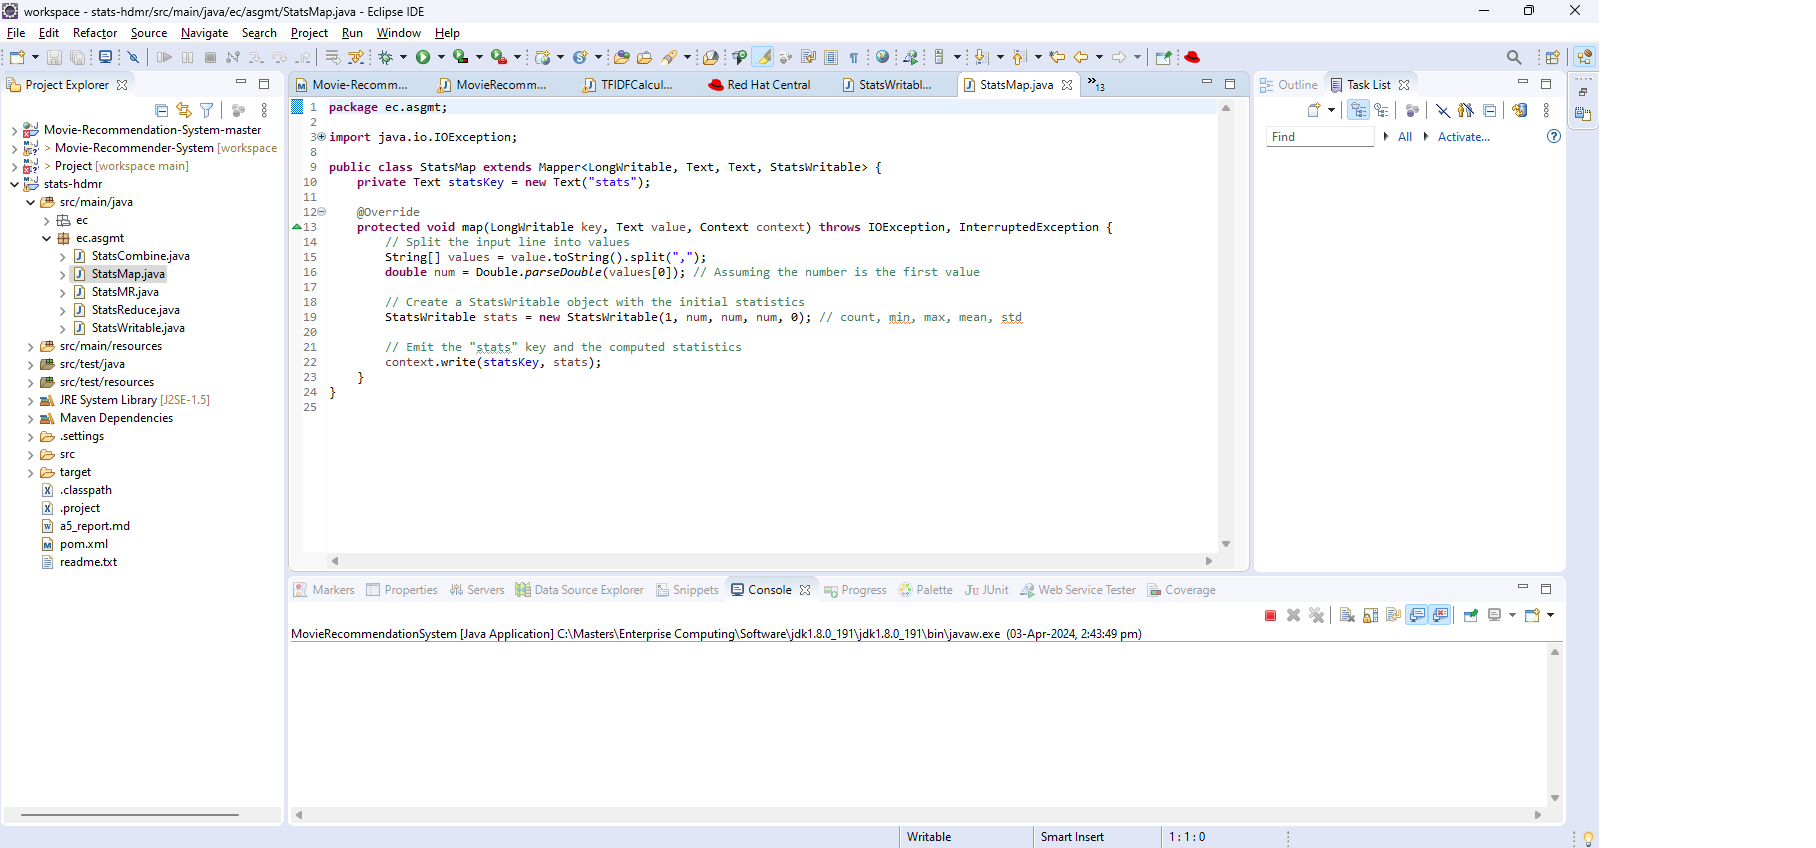 workspace - stats-hdmr/src/main/java/ec/asgmt/StatsMap.java - Eclipse IDE
File Edit Refactor Source Navigate Search Project Run Window Help
Project Explorer
Movie-Recommendation-System-master
> Movie-Recommender-System [workspace
> Project [workspace main]
stats-hdmr
src/main/java
ec
ec.asgmt
StatsCombine.java
StatsMap.java
StatsMR.java
StatsReduce.java
StatsWritable.java
src/main/resources
src/test/java
src/test/resources
JRE System Library [J2SE-1.5]
Maven Dependencies
.settings
src
target
.classpath
.project
a5_report.md
pom.xml
readme.txt
Movie-Recomm... MovieRecomm... TFIDFCalcul... Red Hat Central StatsWritabl... StatsMap.java »13
1 package ec.asgmt;
2
3 import java.io.IOException;
8
9 public class StatsMap extends Mapper<LongWritable, Text, Text, StatsWritable> {
10     private Text statsKey = new Text("stats");
11
12     @Override
13     protected void map(LongWritable key, Text value, Context context) throws IOException, InterruptedException {
14         // Split the input line into values
15         String[] values = value.toString().split(",");
16         double num = Double.parseDouble(values[0]); // Assuming the number is the first value
17
18         // Create a StatsWritable object with the initial statistics
19         StatsWritable stats = new StatsWritable(1, num, num, num, 0); // count, min, max, mean, std
20
21         // Emit the "stats" key and the computed statistics
22         context.write(statsKey, stats);
23     }
24 }
25
Outline Task List
Find All Activate...
Markers Properties Servers Data Source Explorer Snippets Console Progress Palette JUnit Web Service Tester Coverage
MovieRecommendationSystem [Java Application] C:\Masters\Enterprise Computing\Software\jdk1.8.0_191\jdk1.8.0_191\bin\javaw.exe (03-Apr-2024, 2:43:49 pm)
Writable Smart Insert 1 : 1 : 0